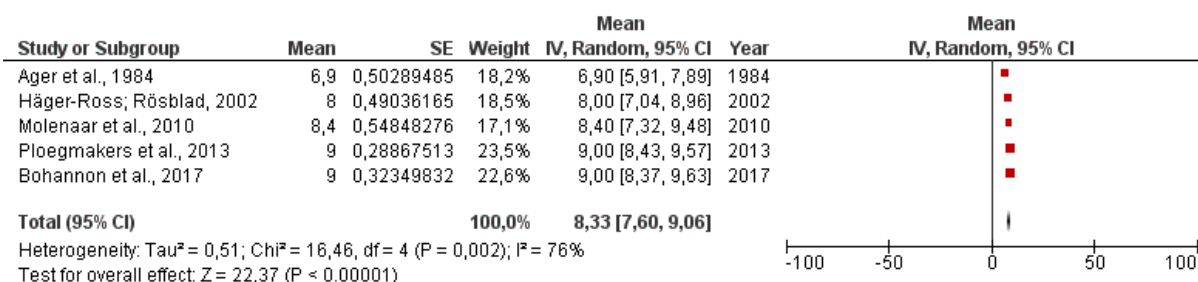 Mean Mean
Study or Subgroup Mean SE Weight IV, Random, 95% CI Year IV, Random, 95% CI
Ager et al., 1984 6,9 0,50289485 18,2% 6,90 [5,91, 7,89] 1984
Häger-Ross; Rösblad, 2002 8 0,49036165 18,5% 8,00 [7,04, 8,96] 2002
Molenaar et al., 2010 8,4 0,54848276 17,1% 8,40 [7,32, 9,48] 2010
Ploegmakers et al., 2013 9 0,28867513 23,5% 9,00 [8,43, 9,57] 2013
Bohannon et al., 2017 9 0,32349832 22,6% 9,00 [8,37, 9,63] 2017
Total (95% CI) 100,0% 8,33 [7,60, 9,06]
Heterogeneity: Tau² = 0,51; Chi² = 16,46, df = 4 (P = 0,002); I² = 76%
Test for overall effect: Z = 22,37 (P < 0,00001)
-100 -50 0 50 100